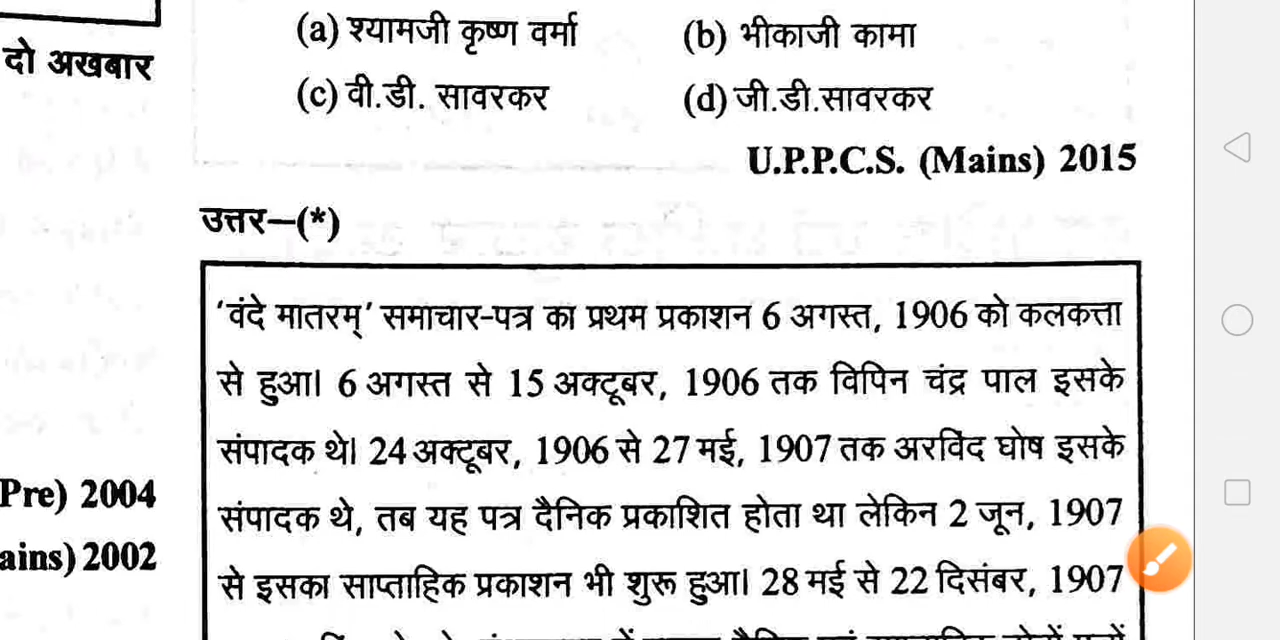 दो अखबार
Pre) 2004
ains) 2002
(a) श्यामजी कृष्ण वर्मा (b) भीकाजी कामा
(c) वी.डी. सावरकर (d) जी.डी.सावरकर
U.P.P.C.S. (Mains) 2015
उत्तर–(*)
'वंदे मातरम्' समाचार-पत्र का प्रथम प्रकाशन 6 अगस्त, 1906 को कलकत्ता
से हुआ। 6 अगस्त से 15 अक्टूबर, 1906 तक विपिन चंद्र पाल इसके
संपादक थे। 24 अक्टूबर, 1906 से 27 मई, 1907 तक अरविंद घोष इसके
संपादक थे, तब यह पत्र दैनिक प्रकाशित होता था लेकिन 2 जून, 1907
से इसका साप्ताहिक प्रकाशन भी शुरू हुआ। 28 मई से 22 दिसंबर, 1907